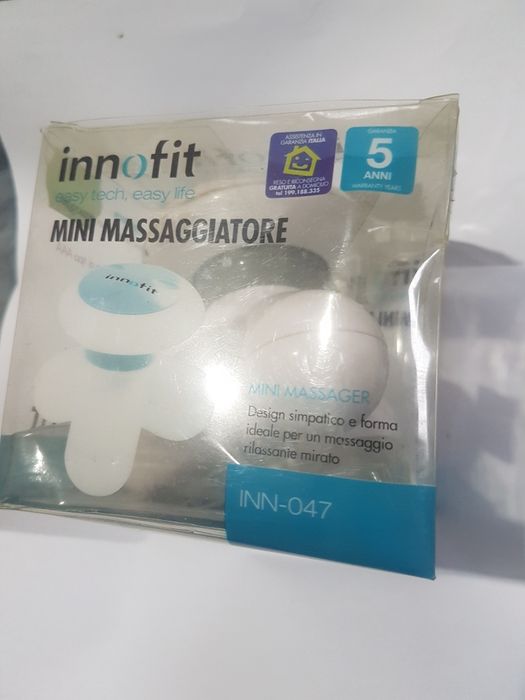 innofit
easy tech, easy life
ASSISTENZA IN
GARANZIA ITALIA
RESO E RICONSEGNA
GRATUITA A DOMICILIO
tel 199.188.335
GARANZIA
5
ANNI
WARRANTY YEARS
MINI MASSAGGIATORE
innofit
MINI MASSAGER
Design simpatico e forma
ideale per un massaggio
rilassante mirato
INN-047